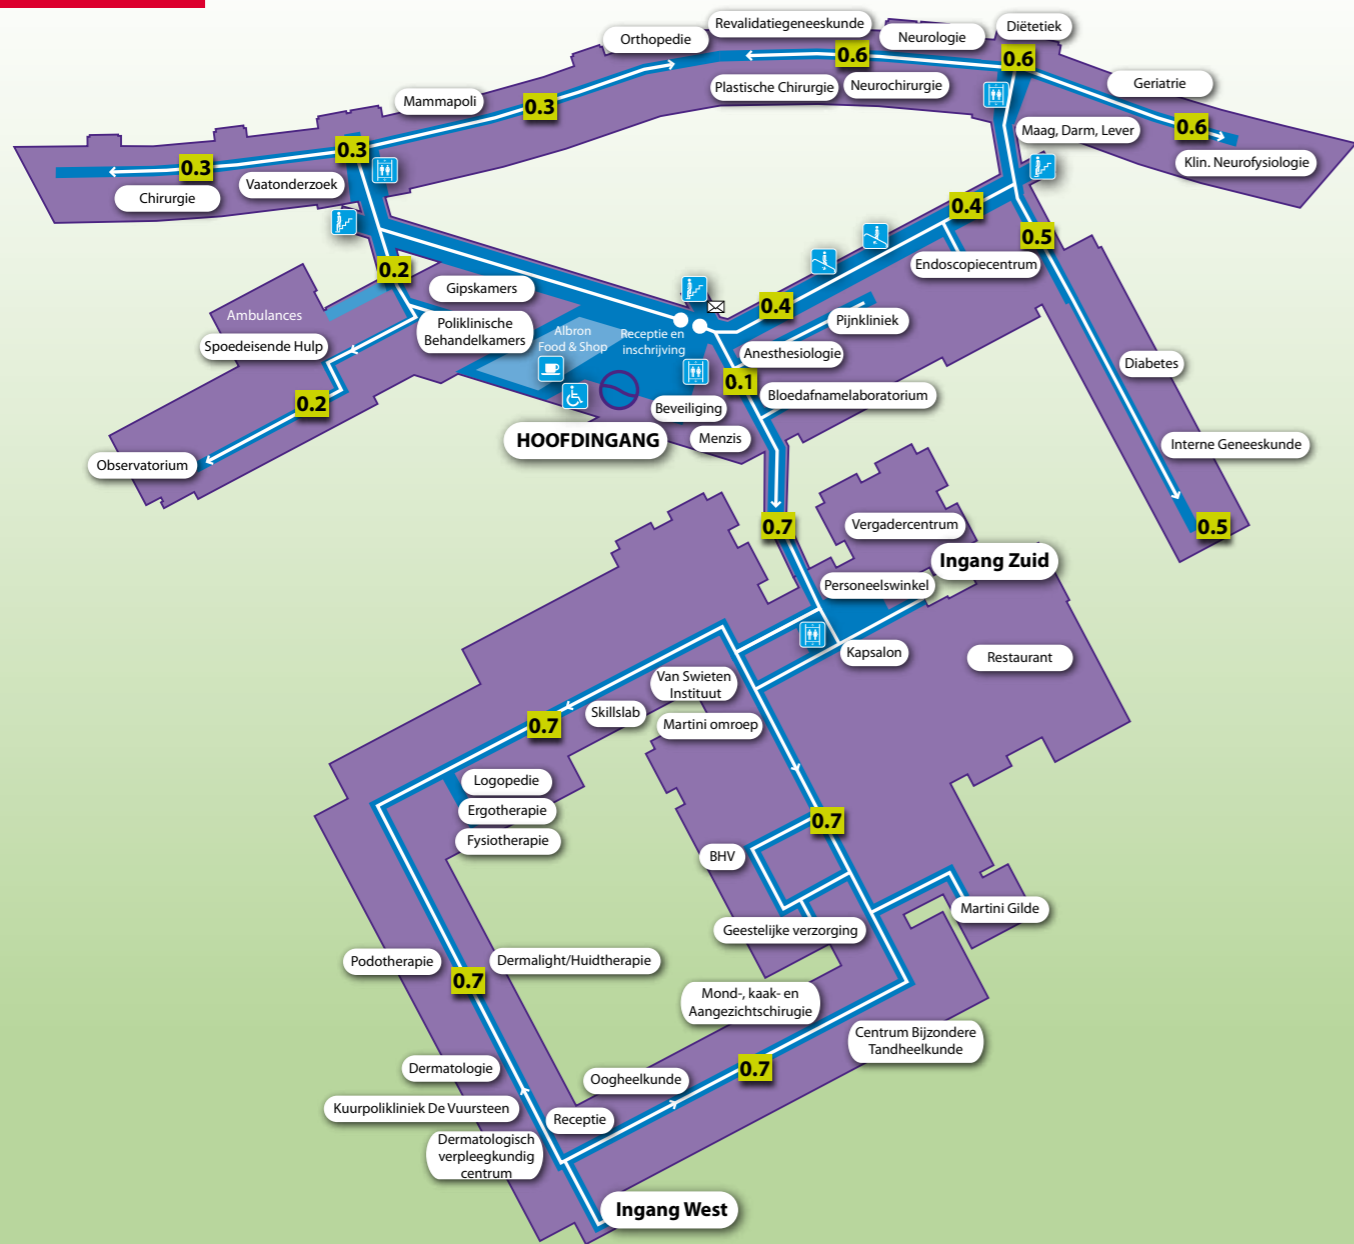 Revalidatiegeneeskunde
Diëtetiek
Orthopedie
Neurologie
0.6
0.6
Geriatrie
Plastische Chirurgie
Neurochirurgie
Mammapoli
0.3
0.6
Maag, Darm, Lever
0.3
Klin. Neurofysiologie
0.3
Vaatonderzoek
Chirurgie
0.4
0.5
0.2
Endoscopiecentrum
Gipskamers
0.4
Ambulances
Poliklinische
Behandelkamers
Pijnkliniek
Albron
Food & Shop
Receptie en
inschrijving
Spoedeisende Hulp
Anesthesiologie
Diabetes
0.1
Bloedafnamelaboratorium
0.2
Beveiliging
HOOFDINGANG
Menzis
Interne Geneeskunde
Observatorium
0.7
Vergadercentrum
0.5
Ingang Zuid
Personeelswinkel
Kapsalon
Restaurant
Van Swieten
Instituut
Skillslab
0.7
Martini omroep
Logopedie
Ergotherapie
0.7
Fysiotherapie
BHV
Martini Gilde
Geestelijke verzorging
Podotherapie
Dermalight/Huidtherapie
0.7
Mond-, kaak- en
Aangezichtschirugie
Centrum Bijzondere
Tandheelkunde
Dermatologie
0.7
Oogheelkunde
Kuurpolikliniek De Vuursteen
Receptie
Dermatologisch
verpleegkundig
centrum
Ingang West